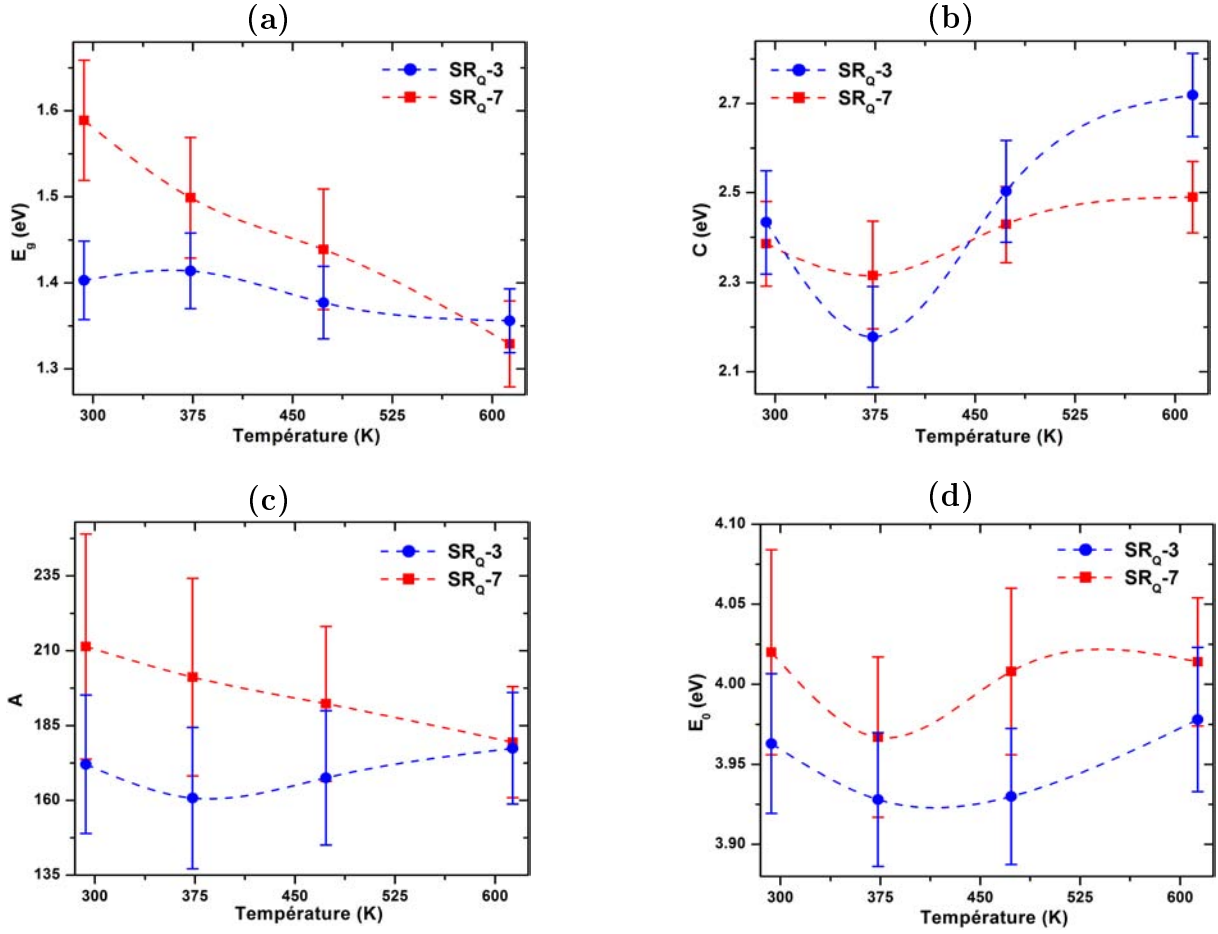 (a)
SR_Q-3
SR_Q-7
1.6
1.5
1.4
1.3
E_g (eV)
300 375 450 525 600
Température (K)
(b)
SR_Q-3
SR_Q-7
2.7
2.5
2.3
2.1
C (eV)
300 375 450 525 600
Température (K)
(c)
SR_Q-3
SR_Q-7
235
210
185
160
135
A
300 375 450 525 600
Température (K)
(d)
SR_Q-3
SR_Q-7
4.10
4.05
4.00
3.95
3.90
E_0 (eV)
300 375 450 525 600
Température (K)